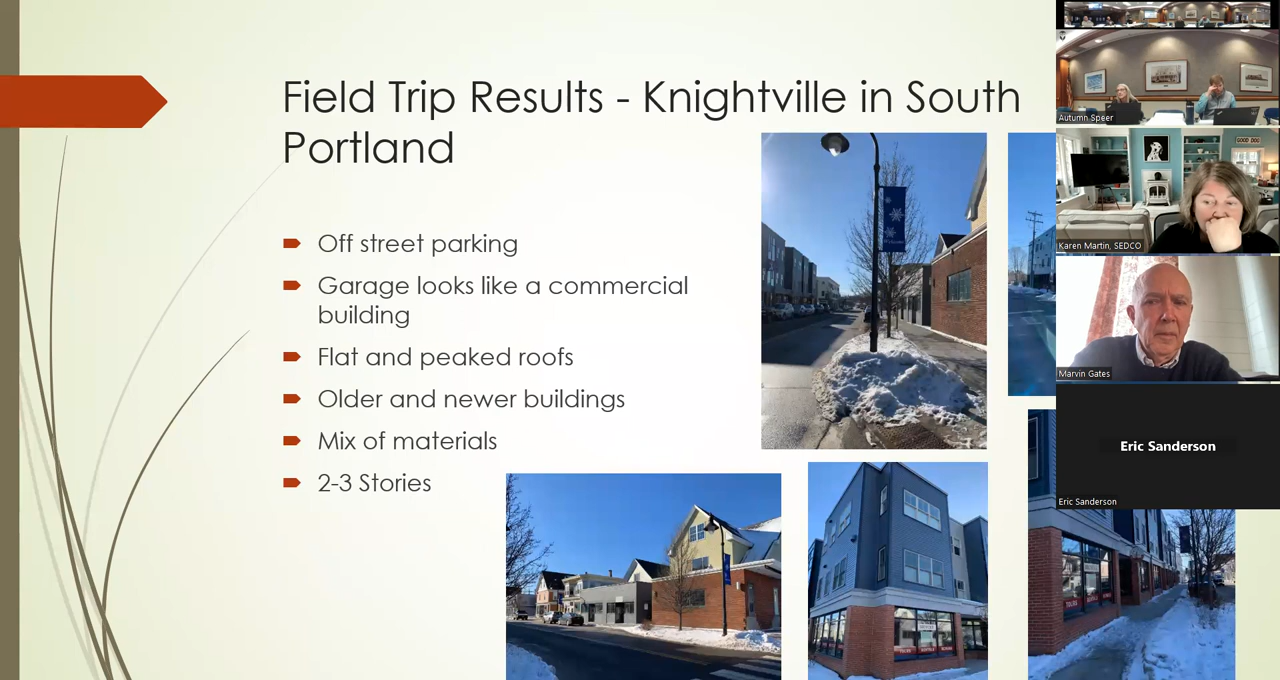 Field Trip Results - Knightville in South
Portland
Off street parking
Garage looks like a commercial
building
Flat and peaked roofs
Older and newer buildings
Mix of materials
2-3 Stories
Autumn Speer
GOOD DOG
Karen Martin, SEDCO
Marvin Gates
Eric Sanderson
Eric Sanderson